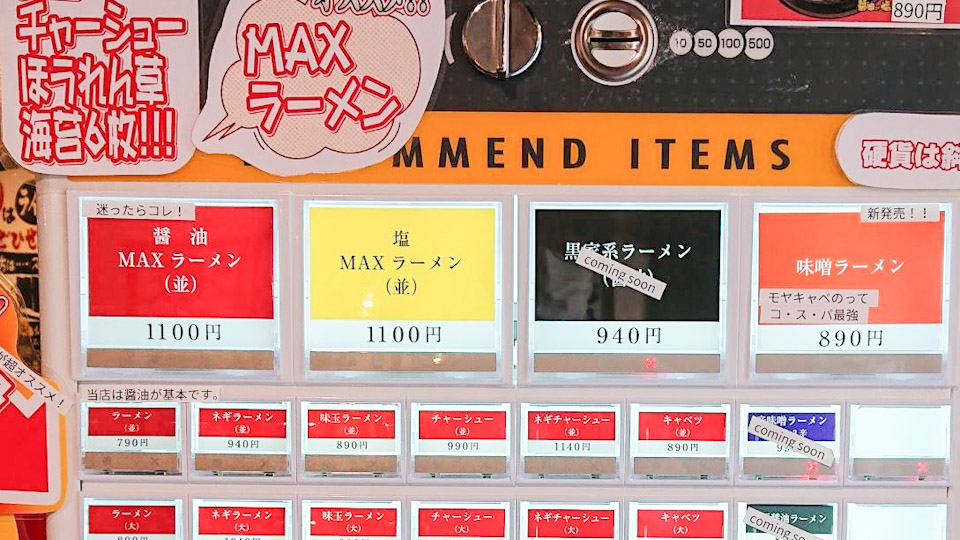 チャーシュー
ほうれん草
海苔6枚!!!
MAX
ラーメン
10 50 100 500
890円
MMEND ITEMS
硬貨は斜
迷ったらコレ！
醤油
MAXラーメン
（並）
1100円
塩
MAXラーメン
（並）
1100円
coming soon
940円
新発売！！
味噌ラーメン
モヤキャベのって
コ・ス・パ最強
890円
が超オススメ！
当店は醤油が基本です。
ラーメン
（並）
790円
ネギラーメン
（並）
940円
味玉ラーメン
（並）
890円
チャーシュー
（並）
990円
ネギチャーシュー
（並）
1140円
キャベツ
（並）
890円
味噌ラーメン
coming soon
ラーメン
（大）
ネギラーメン
（大）
味玉ラーメン
（大）
チャーシュー
（大）
ネギチャーシュー
（大）
キャベツ
（大）
coming soon